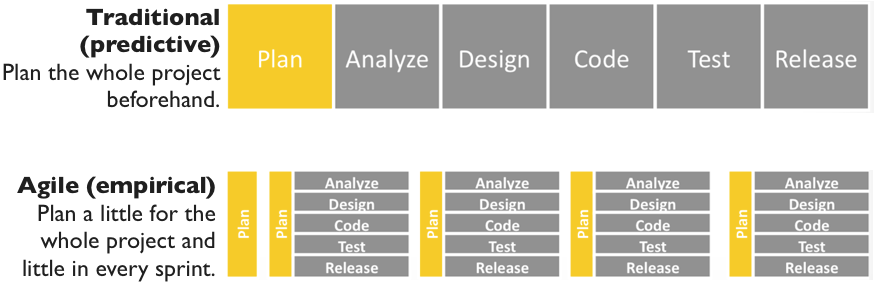 Traditional
(predictive)
Plan the whole project
beforehand.
Plan
Analyze
Design
Code
Test
Release
Agile (empirical)
Plan a little for the
whole project and
little in every sprint.
Plan
Plan
Analyze
Design
Code
Test
Release
Plan
Analyze
Design
Code
Test
Release
Plan
Analyze
Design
Code
Test
Release
Plan
Analyze
Design
Code
Test
Release